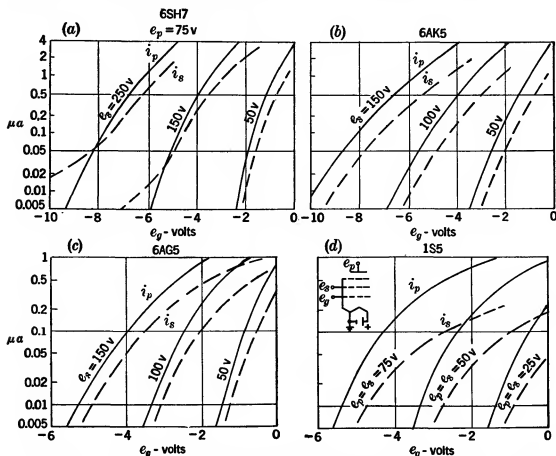 6SH7
(a) e_p = 75 v
4
2
1
0.5
μa
0.2
0.1
0.05
0.02
0.01
0.005
-10 -8 -6 -4 -2 0
e_g - volts
e_s = 250 v
150 v
50 v
i_p
i_s
(b) 6AK5
-10 -8 -6 -4 -2 0
e_g - volts
e_s = 150 v
100 v
50 v
i_p
i_s
(c) 6AG5
1
0.5
0.1
μa
0.05
0.01
0.005
-6 -4 -2 0
e_g - volts
e_s = 150 v
100 v
50 v
i_p
i_s
(d) 1S5
e_p
e_s
e_g
-6 -4 -2 0
e_g - volts
e_p = e_s = 75 v
e_p = e_s = 50 v
e_p = e_s = 25 v
i_p
i_s